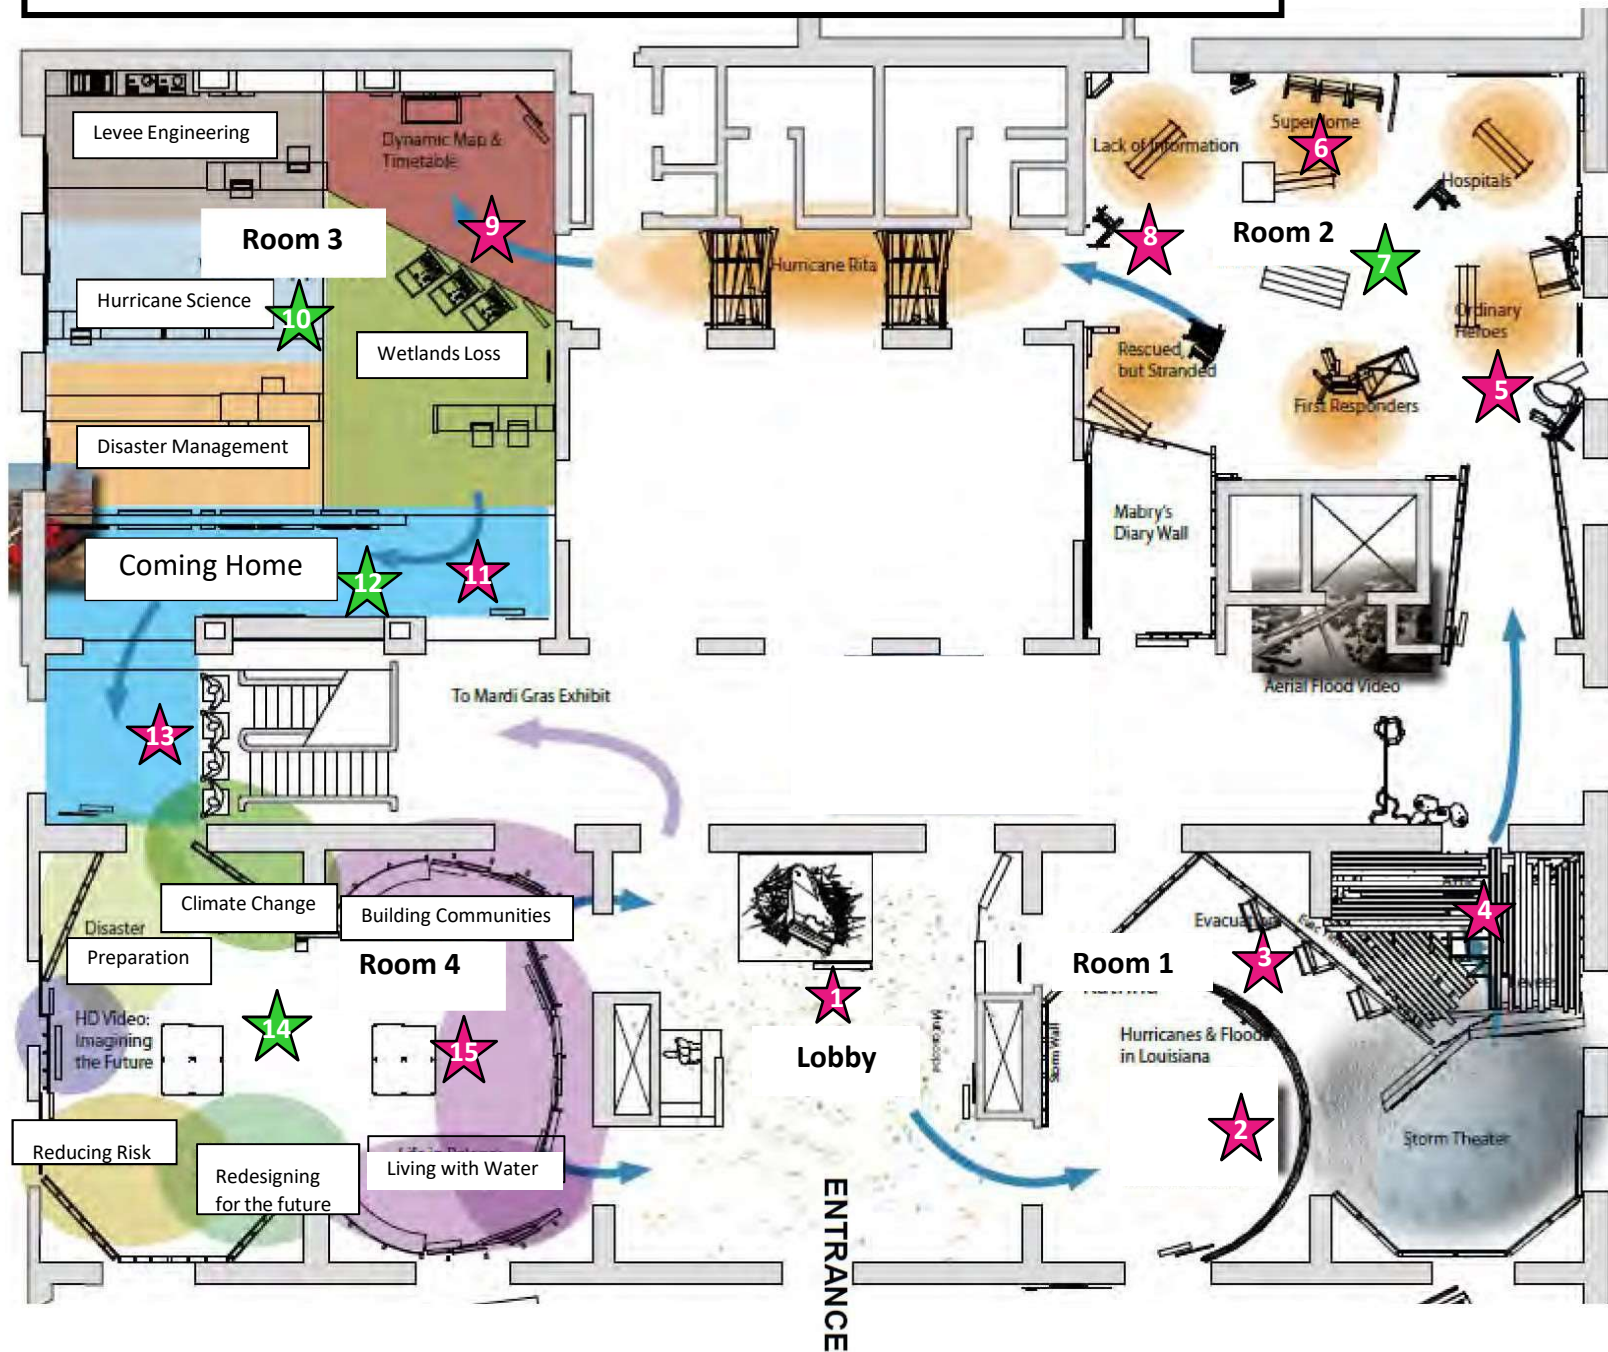 Levee Engineering
Dynamic Map &
Timetable
9
Room 3
Hurricane Science
10
Wetlands Loss
Disaster Management
Coming Home
12
11
13
Hurricane Rita
Lack of Information
Superdome
6
Hospitals
8
Room 2
7
Ordinary
Heroes
5
Rescued,
but Stranded
First Responders
Mabry's
Diary Wall
Aerial Flood Video
To Mardi Gras Exhibit
Climate Change
Building Communities
Disaster
Preparation
Room 4
HD Video:
Imagining
the Future
14
15
Reducing Risk
Redesigning
for the future
Living with Water
1
Lobby
ENTRANCE
Storm Wall
Room 1
Evacuation
3
4
Levees
Hurricanes & Floods
in Louisiana
2
Storm Theater